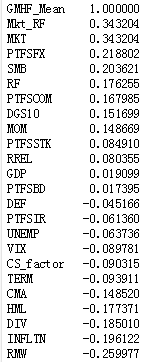 GMHF_Mean 1.000000
Mkt_RF 0.343204
MKT 0.343204
PTFSFX 0.218802
SMB 0.203621
RF 0.176255
PTFSCOM 0.167985
DGS10 0.151699
MOM 0.148669
PTFSSTK 0.084910
RREL 0.080355
GDP 0.019099
PTFSBD 0.017395
DEF -0.045166
PTFSIR -0.061360
UNEMP -0.063736
VIX -0.089781
CS_factor -0.090315
TERM -0.093911
CMA -0.148520
HML -0.177371
DIV -0.185010
INFLTN -0.196122
RMW -0.259977